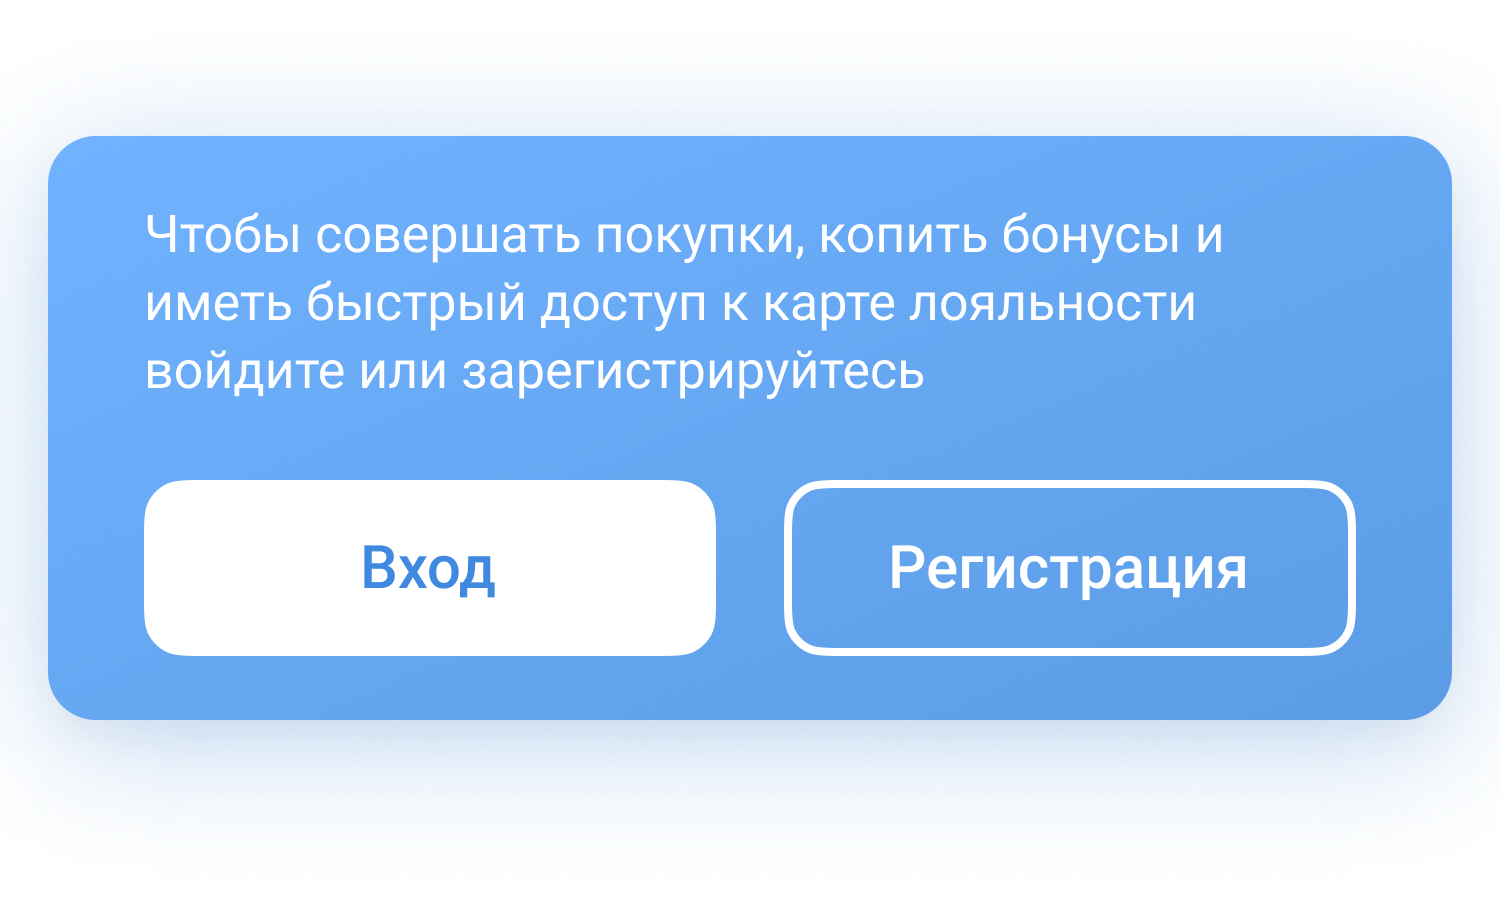 Чтобы совершать покупки, копить бонусы и
иметь быстрый доступ к карте лояльности
войдите или зарегистрируйтесь
Вход
Регистрация